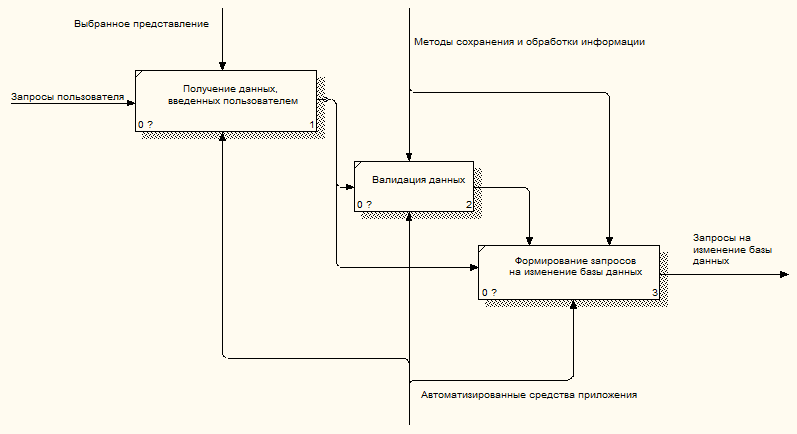 Выбранное представление
Методы сохранения и обработки информации
Запросы пользователя
Получение данных,
введенных пользователем
0 ?
1
Валидация данных
0 ?
2
Формирование запросов
на изменение базы данных
0 ?
3
Запросы на
изменение базы
данных
Автоматизированные средства приложения